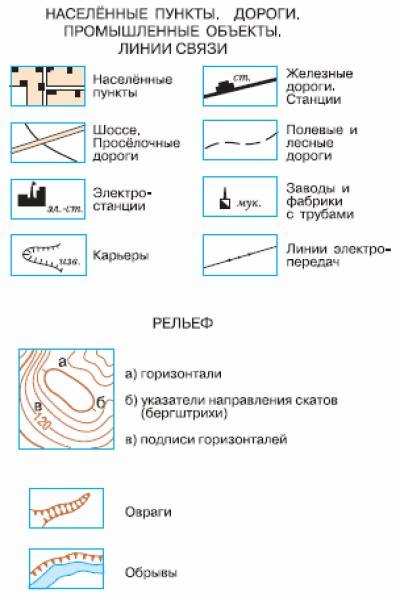 НАСЕЛЁННЫЕ ПУНКТЫ, ДОРОГИ,
ПРОМЫШЛЕННЫЕ ОБЪЕКТЫ,
ЛИНИИ СВЯЗИ
Населённые
пункты
ст.
Железные
дороги.
Станции
Шоссе.
Просёлочные
дороги
Полевые и
лесные
дороги
эл.-ст.
Электро-
станции
мук.
Заводы и
фабрики
с трубами
изв.
Карьеры
Линии электро-
передач
РЕЛЬЕФ
а
б
в
120
а) горизонтали
б) указатели направления скатов
(бергштрихи)
в) подписи горизонталей
Овраги
Обрывы